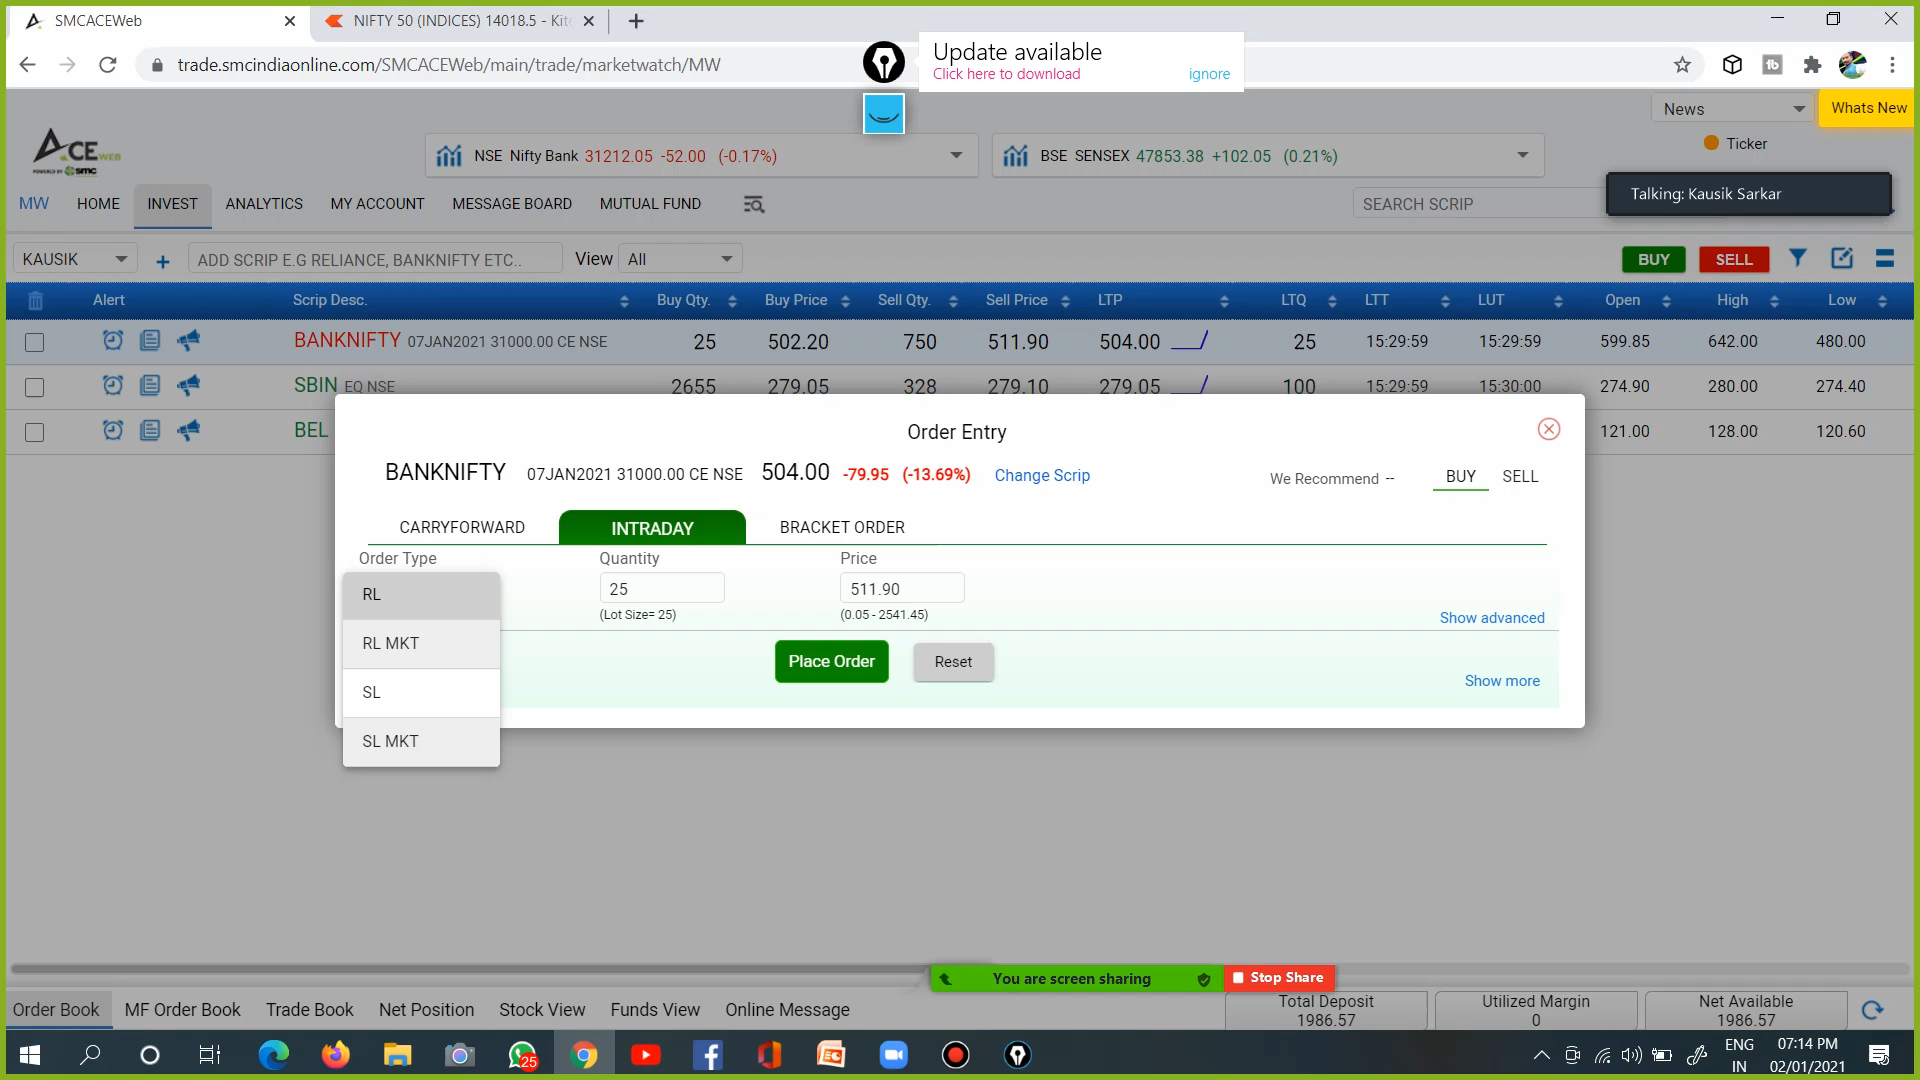 SMCACEWeb
NIFTY 50 (INDICES) 14018.5 - Kite
trade.smcindiaonline.com/SMCACEWeb/main/trade/marketwatch/MW
Update available
Click here to download ignore
News
Whats New
ACE WEB
POWERED BY SMC
NSE Nifty Bank 31212.05 -52.00 (-0.17%)
BSE SENSEX 47853.38 +102.05 (0.21%)
Ticker
Talking: Kausik Sarkar
MW HOME INVEST ANALYTICS MY ACCOUNT MESSAGE BOARD MUTUAL FUND
SEARCH SCRIP
KAUSIK + ADD SCRIP E.G RELIANCE, BANKNIFTY ETC.. View All BUY SELL
Alert Scrip Desc. Buy Qty. Buy Price Sell Qty. Sell Price LTP LTQ LTT LUT Open High Low
BANKNIFTY 07JAN2021 31000.00 CE NSE 25 502.20 750 511.90 504.00 25 15:29:59 15:29:59 599.85 642.00 480.00
SBIN EQ NSE 2655 279.05 328 279.10 279.05 100 15:29:59 15:30:00 274.90 280.00 274.40
BEL 121.00 128.00 120.60
Order Entry
BANKNIFTY 07JAN2021 31000.00 CE NSE 504.00 -79.95 (-13.69%) Change Scrip We Recommend -- BUY SELL
CARRYFORWARD INTRADAY BRACKET ORDER
Order Type Quantity Price
RL 25 511.90
(Lot Size= 25) (0.05 - 2541.45) Show advanced
RL MKT
Place Order Reset
SL Show more
SL MKT
You are screen sharing Stop Share
Order Book MF Order Book Trade Book Net Position Stock View Funds View Online Message
Total Deposit
1986.57
Utilized Margin
0
Net Available
1986.57
25
ENG
IN
07:14 PM
02/01/2021